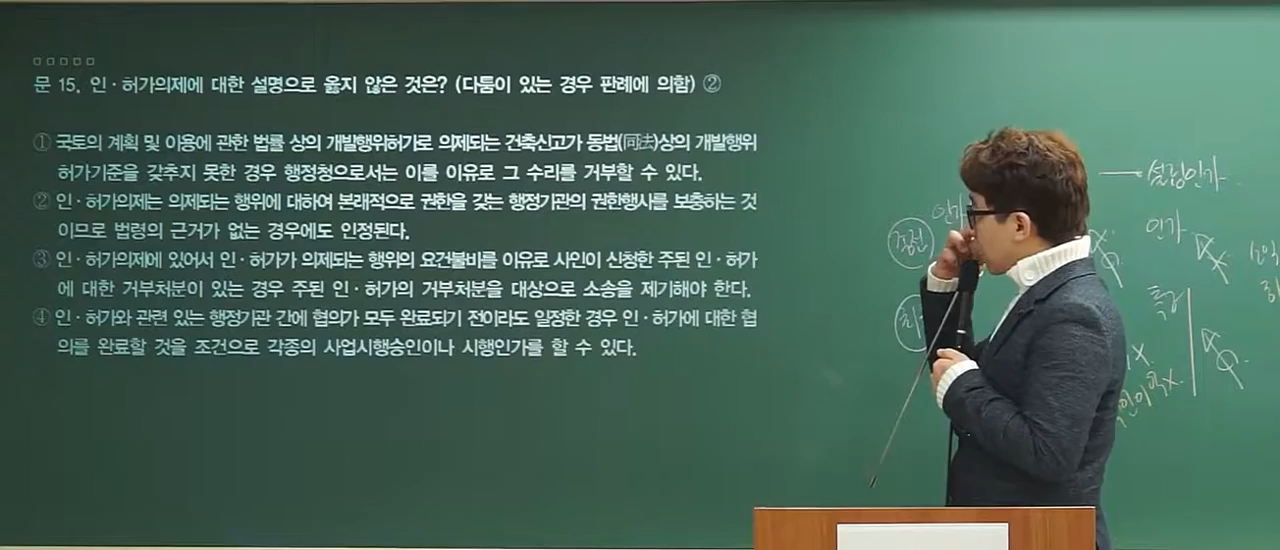 문 15. 인·허가의제에 대한 설명으로 옳지 않은 것은? (다툼이 있는 경우 판례에 의함) ②
① 국토의 계획 및 이용에 관한 법률 상의 개발행위허가로 의제되는 건축신고가 동법(同法)상의 개발행위
허가기준을 갖추지 못한 경우 행정청으로서는 이를 이유로 그 수리를 거부할 수 있다.
② 인·허가의제는 의제되는 행위에 대하여 본래적으로 권한을 갖는 행정기관의 권한행사를 보충하는 것
이므로 법령의 근거가 없는 경우에도 인정된다.
③ 인·허가의제에 있어서 인·허가가 의제되는 행위의 요건불비를 이유로 사인이 신청한 주된 인·허가
에 대한 거부처분이 있는 경우 주된 인·허가의 거부처분을 대상으로 소송을 제기해야 한다.
④ 인·허가와 관련 있는 행정기관 간에 협의가 모두 완료되기 전이라도 일정한 경우 인·허가에 대한 협
의를 완료할 것을 조건으로 각종의 사업시행승인이나 시행인가를 할 수 있다.
설립인가
인가
인가
특허